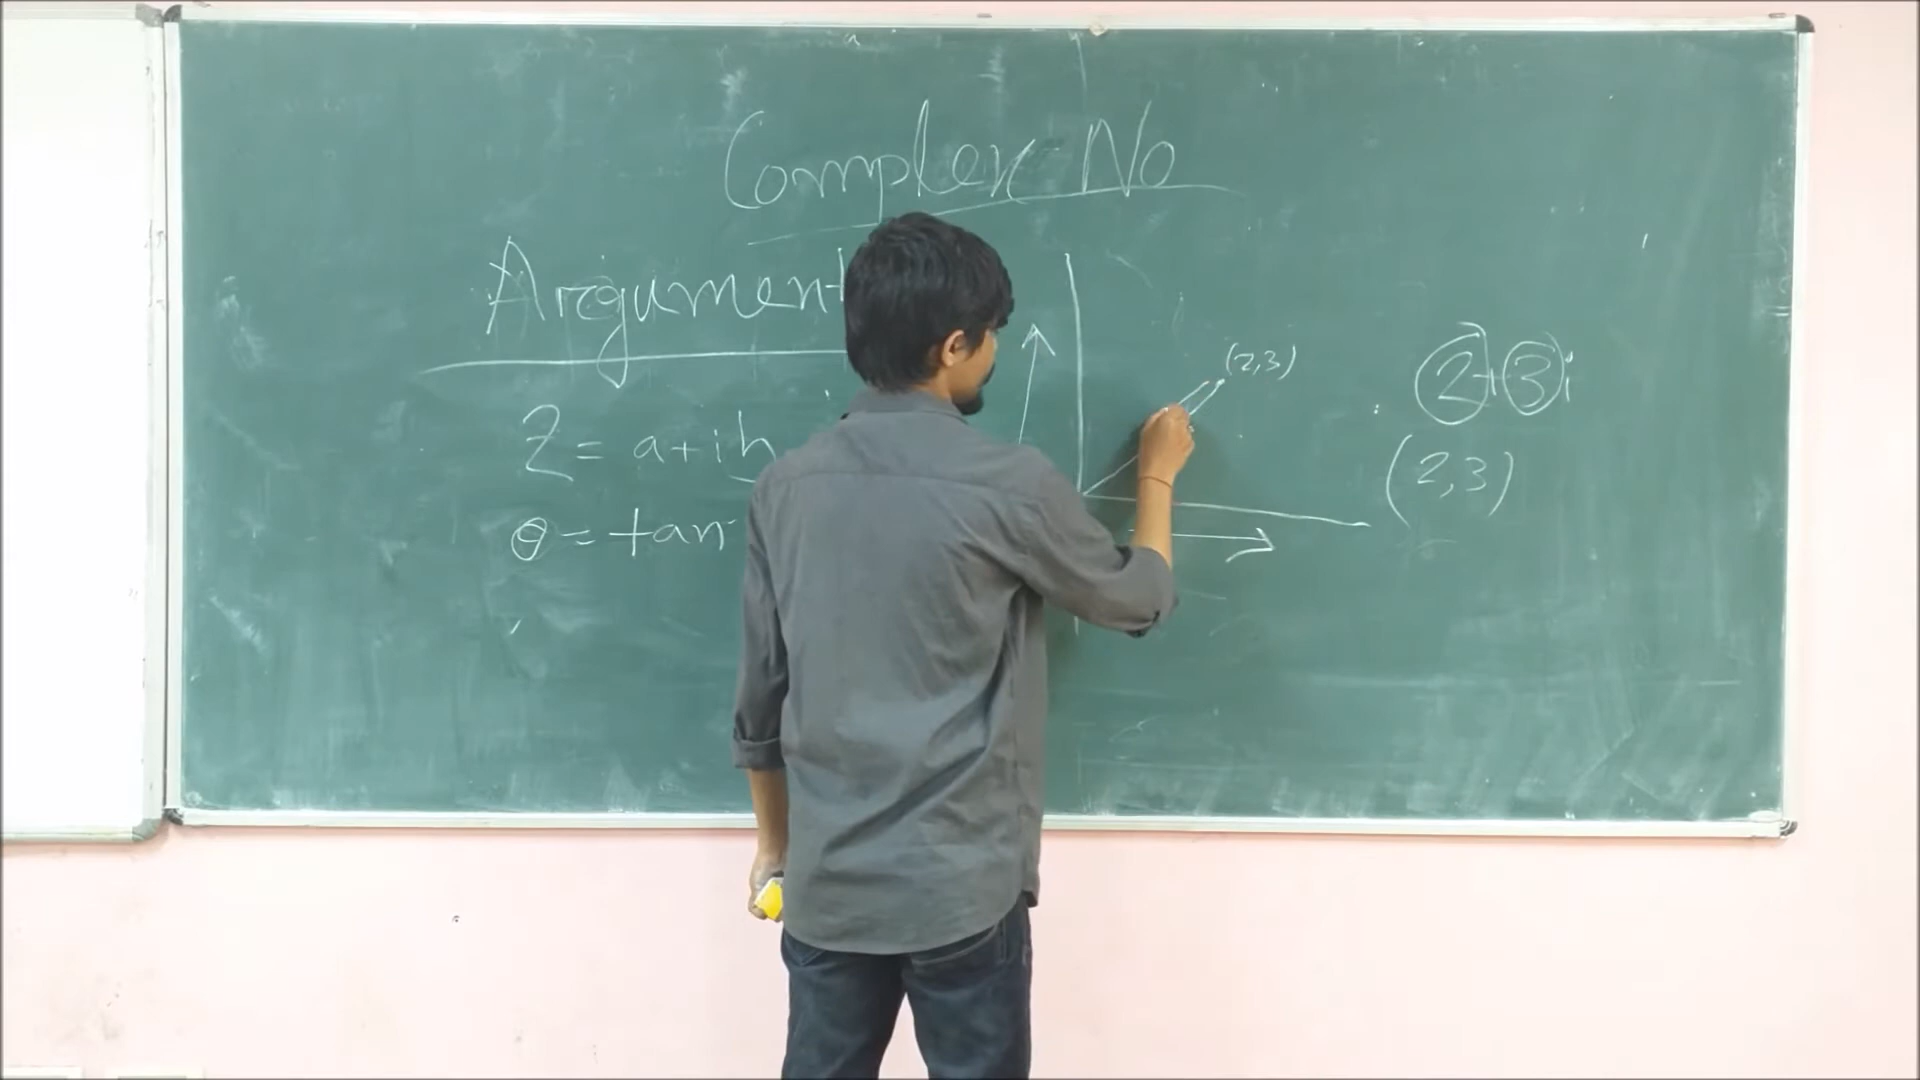 Complex No
Argument
Z = a+ib
θ = tan
(2,3)
2+3i
(2,3)